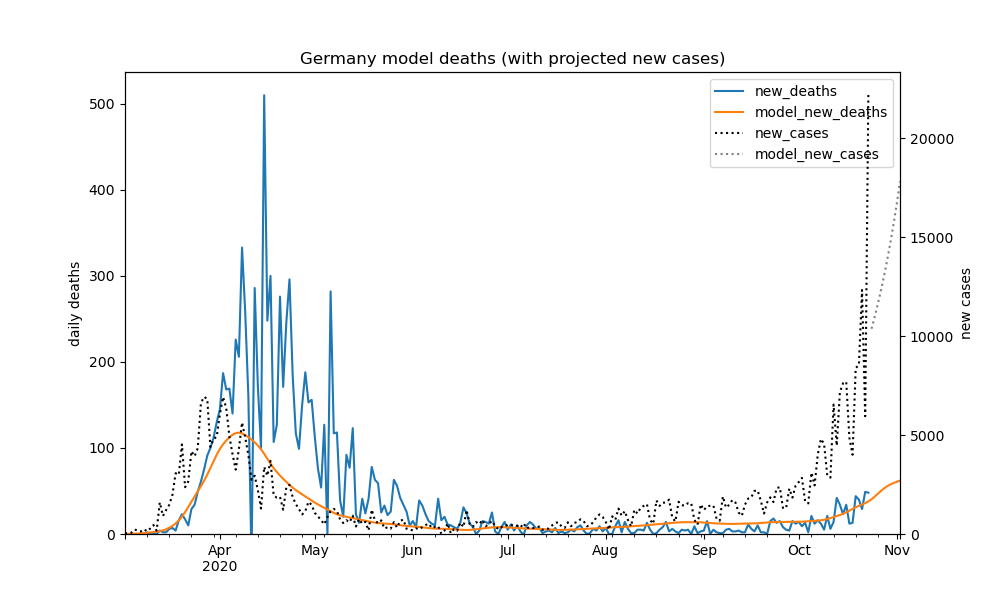 Germany model deaths (with projected new cases)
new_deaths
model_new_deaths
new_cases
model_new_cases
daily deaths
500
400
300
200
100
0
20000
15000
10000
5000
0
new cases
Apr May Jun Jul Aug Sep Oct Nov
2020